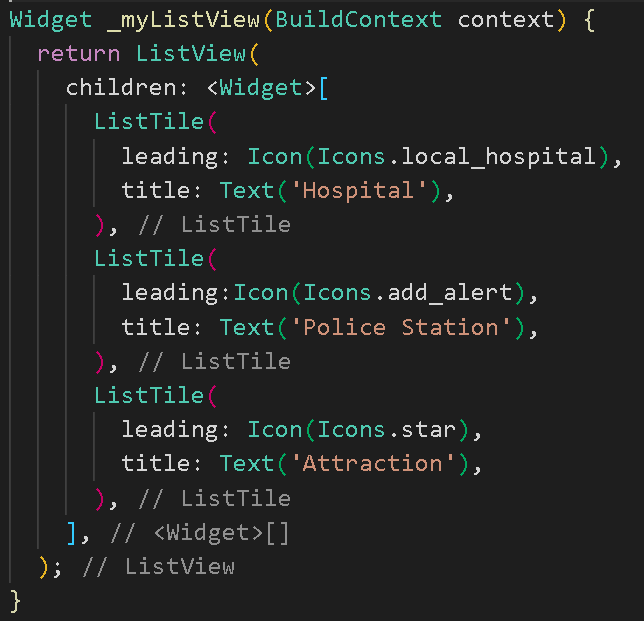 Widget _myListView(BuildContext context) {
  return ListView(
    children: <Widget>[
      ListTile(
        leading: Icon(Icons.local_hospital),
        title: Text('Hospital'),
      ), // ListTile
      ListTile(
        leading:Icon(Icons.add_alert),
        title: Text('Police Station'),
      ), // ListTile
      ListTile(
        leading: Icon(Icons.star),
        title: Text('Attraction'),
      ), // ListTile
    ], // <Widget>[]
  ); // ListView
}